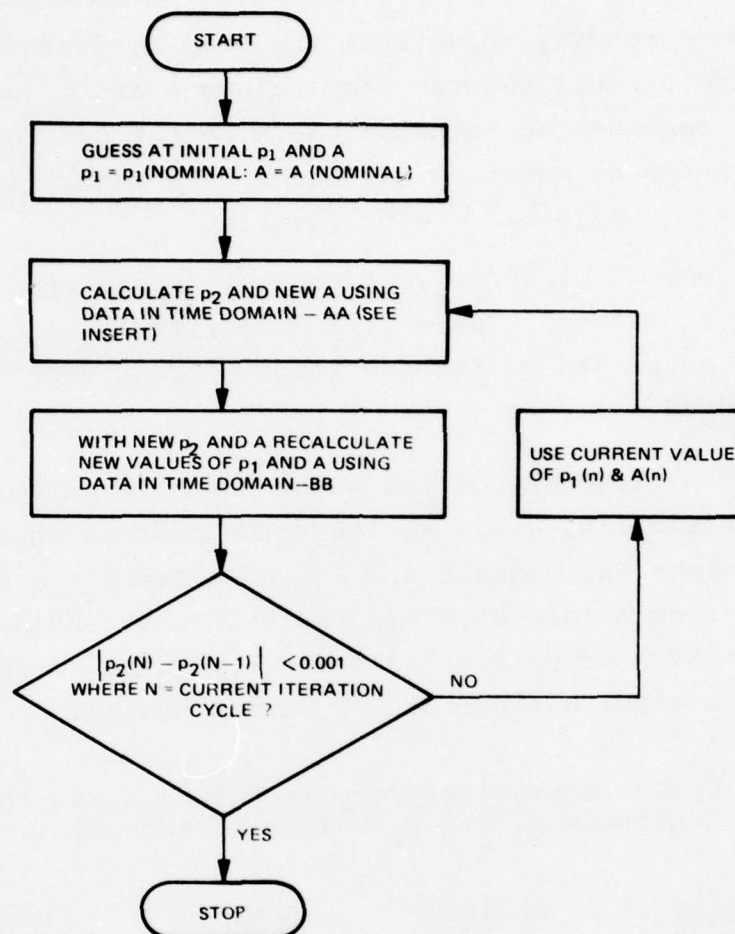 START
GUESS AT INITIAL p₁ AND A
p₁ = p₁(NOMINAL: A = A (NOMINAL)
CALCULATE p₂ AND NEW A USING
DATA IN TIME DOMAIN – AA (SEE
INSERT)
WITH NEW p₂ AND A RECALCULATE
NEW VALUES OF p₁ AND A USING
DATA IN TIME DOMAIN–BB
USE CURRENT VALUE
OF p₁ (n) & A(n)
|p₂(N) – p₂(N–1)| <0.001
WHERE N = CURRENT ITERATION
CYCLE ?
NO
YES
STOP